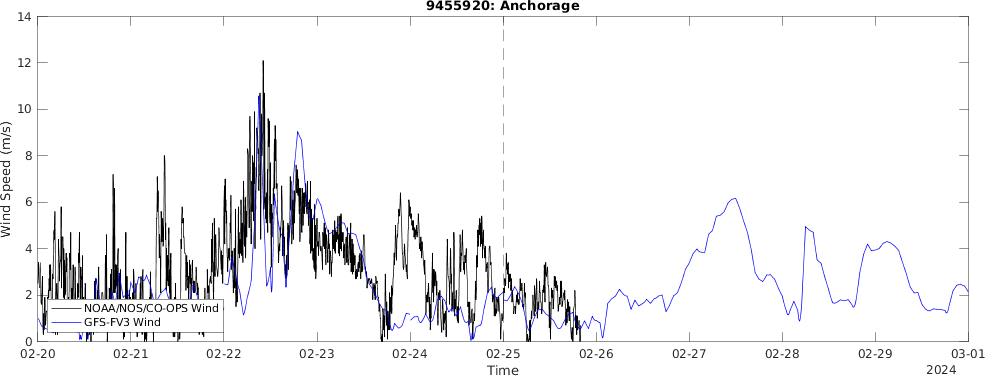 9455920: Anchorage
Wind Speed (m/s)
14
12
10
8
6
4
2
0
NOAA/NOS/CO-OPS Wind
GFS-FV3 Wind
02-20 02-21 02-22 02-23 02-24 02-25 02-26 02-27 02-28 02-29 03-01
Time
2024